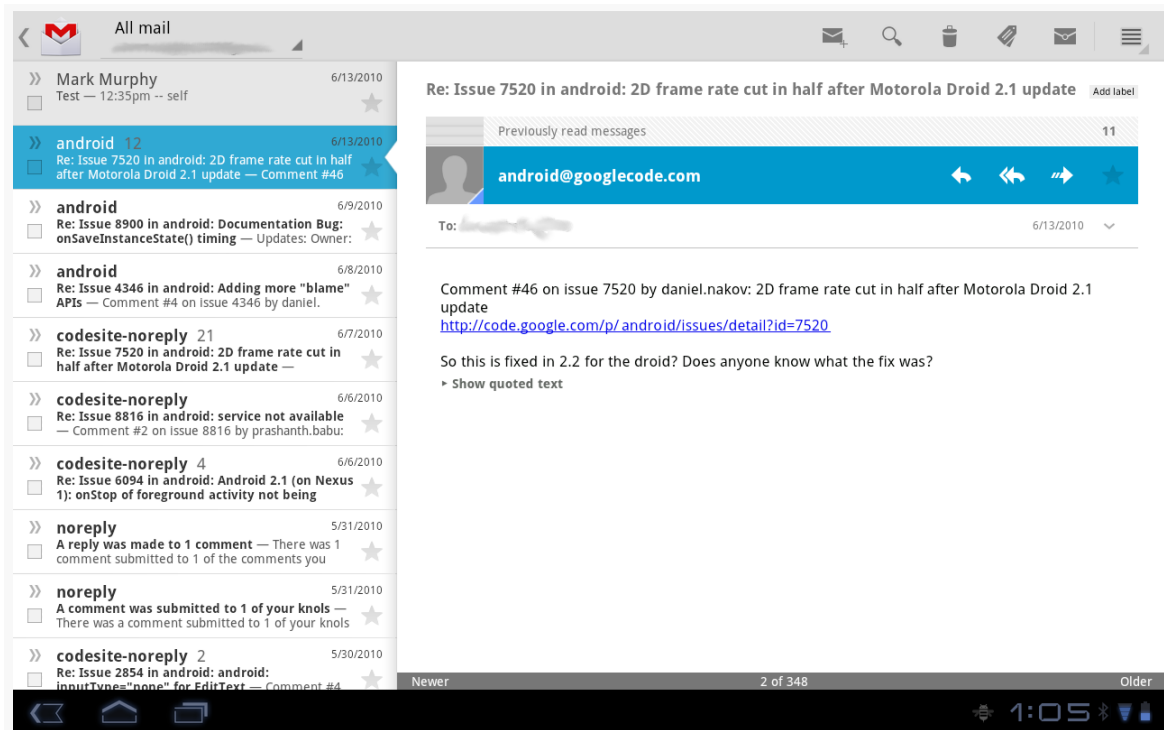 All mail
Mark Murphy 6/13/2010
Test — 12:35pm -- self
android 12 6/13/2010
Re: Issue 7520 in android: 2D frame rate cut in half
after Motorola Droid 2.1 update — Comment #46
android 6/9/2010
Re: Issue 8900 in android: Documentation Bug:
onSaveInstanceState() timing — Updates: Owner:
android 6/8/2010
Re: Issue 4346 in android: Adding more "blame"
APIs — Comment #4 on issue 4346 by daniel.
codesite-noreply 21 6/7/2010
Re: Issue 7520 in android: 2D frame rate cut in
half after Motorola Droid 2.1 update —
codesite-noreply 6/6/2010
Re: Issue 8816 in android: service not available
— Comment #2 on issue 8816 by prashanth.babu:
codesite-noreply 4 6/6/2010
Re: Issue 6094 in android: Android 2.1 (on Nexus
1): onStop of foreground activity not being
noreply 5/31/2010
A reply was made to 1 comment — There was 1
comment submitted to 1 of the comments you
noreply 5/31/2010
A comment was submitted to 1 of your knols —
There was a comment submitted to 1 of your knols
codesite-noreply 2 5/30/2010
Re: Issue 2854 in android: android:
inputType="none" for EditText — Comment #4
Re: Issue 7520 in android: 2D frame rate cut in half after Motorola Droid 2.1 update Add label
Previously read messages 11
android@googlecode.com
To: 6/13/2010
Comment #46 on issue 7520 by daniel.nakov: 2D frame rate cut in half after Motorola Droid 2.1
update
http://code.google.com/p/android/issues/detail?id=7520
So this is fixed in 2.2 for the droid? Does anyone know what the fix was?
▸ Show quoted text
Newer 2 of 348 Older
1:05